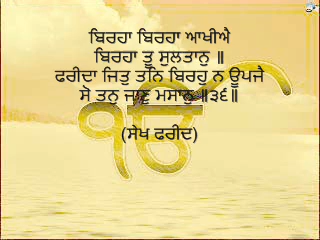 ਬਿਰਹਾ ਬਿਰਹਾ ਆਖੀਐ
ਬਿਰਹਾ ਤੂ ਸੁਲਤਾਨੁ ॥
ਫਰੀਦਾ ਜਿਤੁ ਤਨਿ ਬਿਰਹੁ ਨ ਊਪਜੈ
ਸੋ ਤਨੁ ਜਾਣੁ ਮਸਾਨੁ ॥੩੬॥
ੴ
(ਸੇਖ ਫਰੀਦ)